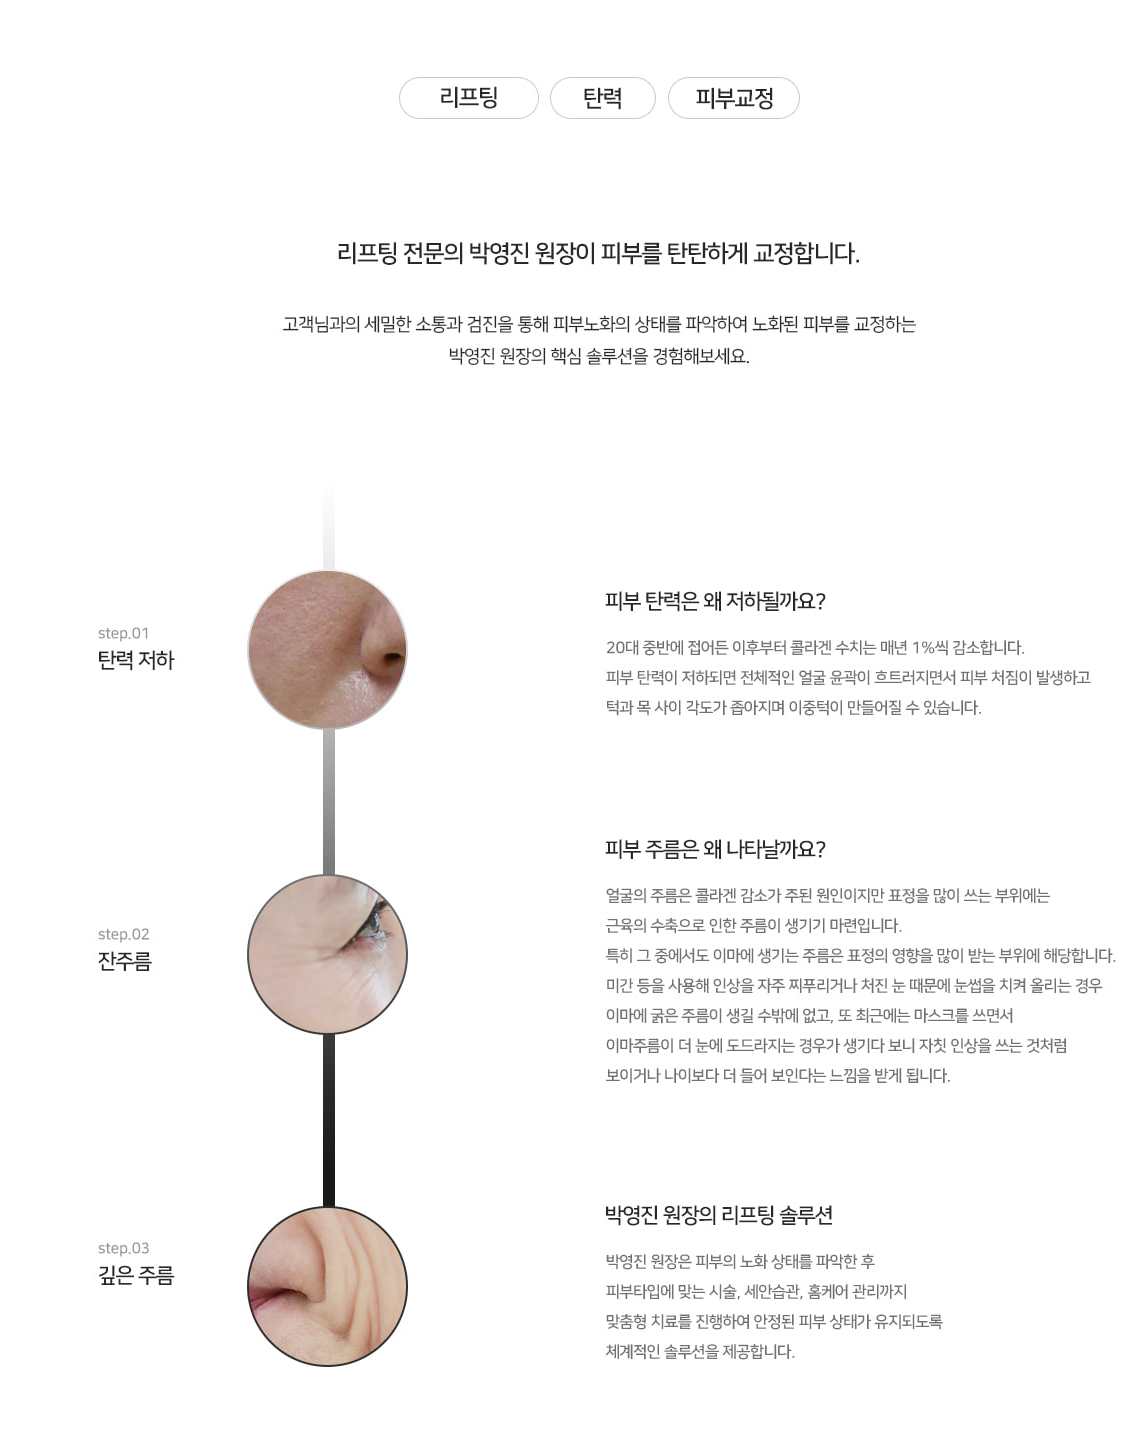 리프팅
탄력
피부교정
리프팅 전문의 박영진 원장이 피부를 탄탄하게 교정합니다.
고객님과의 세밀한 소통과 검진을 통해 피부노화의 상태를 파악하여 노화된 피부를 교정하는
박영진 원장의 핵심 솔루션을 경험해보세요.
step.01
탄력 저하
피부 탄력은 왜 저하될까요?
20대 중반에 접어든 이후부터 콜라겐 수치는 매년 1%씩 감소합니다.
피부 탄력이 저하되면 전체적인 얼굴 윤곽이 흐트러지면서 피부 처짐이 발생하고
턱과 목 사이 각도가 좁아지며 이중턱이 만들어질 수 있습니다.
step.02
잔주름
피부 주름은 왜 나타날까요?
얼굴의 주름은 콜라겐 감소가 주된 원인이지만 표정을 많이 쓰는 부위에는
근육의 수축으로 인한 주름이 생기기 마련입니다.
특히 그 중에서도 이마에 생기는 주름은 표정의 영향을 많이 받는 부위에 해당합니다.
미간 등을 사용해 인상을 자주 찌푸리거나 처진 눈 때문에 눈썹을 치켜 올리는 경우
이마에 굵은 주름이 생길 수밖에 없고, 또 최근에는 마스크를 쓰면서
이마주름이 더 눈에 도드라지는 경우가 생기다 보니 자칫 인상을 쓰는 것처럼
보이거나 나이보다 더 들어 보인다는 느낌을 받게 됩니다.
step.03
깊은 주름
박영진 원장의 리프팅 솔루션
박영진 원장은 피부의 노화 상태를 파악한 후
피부타입에 맞는 시술, 세안습관, 홈케어 관리까지
맞춤형 치료를 진행하여 안정된 피부 상태가 유지되도록
체계적인 솔루션을 제공합니다.